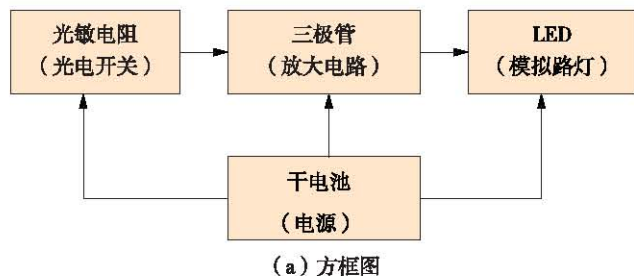 光敏电阻
（光电开关）
三极管
（放大电路）
LED
（模拟路灯）
干电池
（电源）
（a）方框图